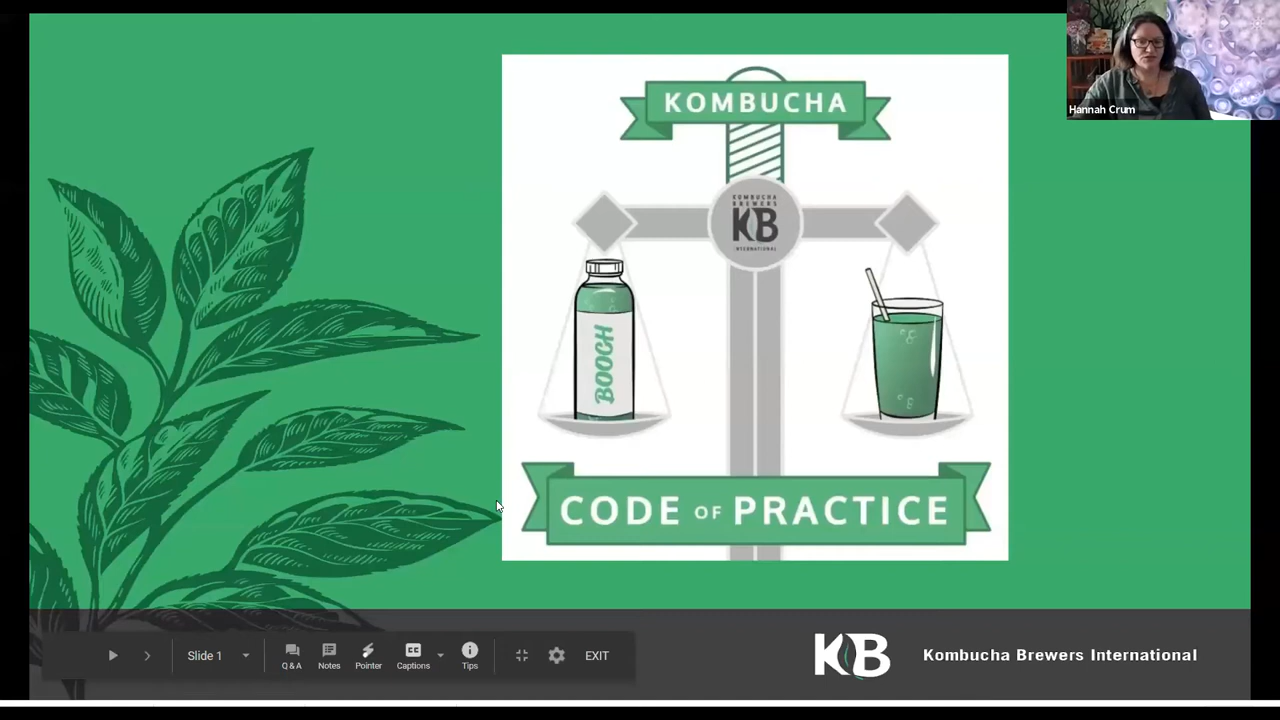 Hannah Crum
KOMBUCHA
KOMBUCHA
BREWERS
KB
INTERNATIONAL
BOOCH
CODE OF PRACTICE
Slide 1
Q & A
Notes
Pointer
CC
Captions
Tips
EXIT
KB
Kombucha Brewers International